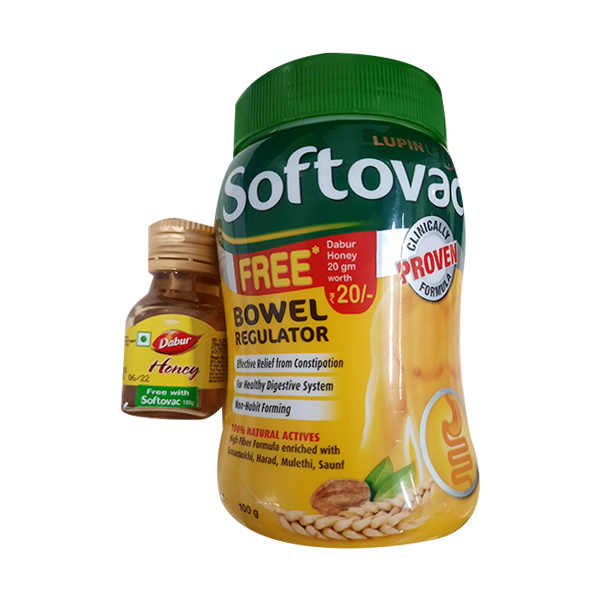 LUPIN
Softovac
FREE*
Dabur
Honey
20 gm
worth
₹20/-
CLINICALLY
PROVEN
FORMULA
BOWEL
REGULATOR
Effective Relief from Constipation
For Healthy Digestive System
Non-Habit Forming
100% NATURAL ACTIVES
High Fiber Formula enriched with
Sonamukhi, Harad, Mulethi, Saunf
100 g
Dabur
Honey
06/22
Free with
Softovac 100g